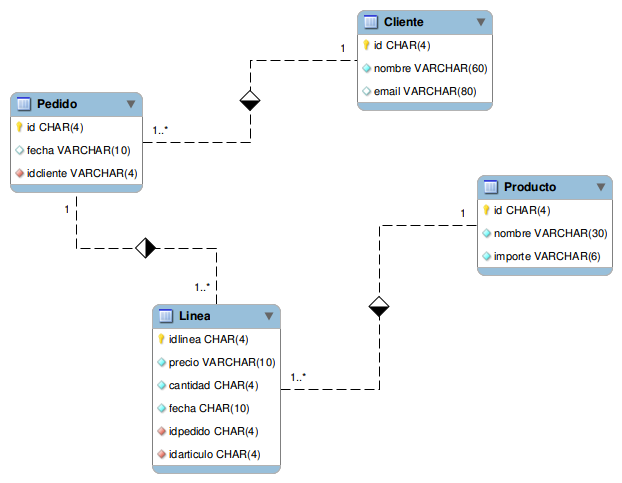 Cliente
id CHAR(4)
nombre VARCHAR(60)
email VARCHAR(80)
1
Pedido
id CHAR(4)
fecha VARCHAR(10)
idcliente VARCHAR(4)
1..*
1
Producto
id CHAR(4)
nombre VARCHAR(30)
importe VARCHAR(6)
1
1..*
Linea
idlinea CHAR(4)
precio VARCHAR(10)
cantidad CHAR(4)
fecha CHAR(10)
idpedido CHAR(4)
idarticulo CHAR(4)
1..*